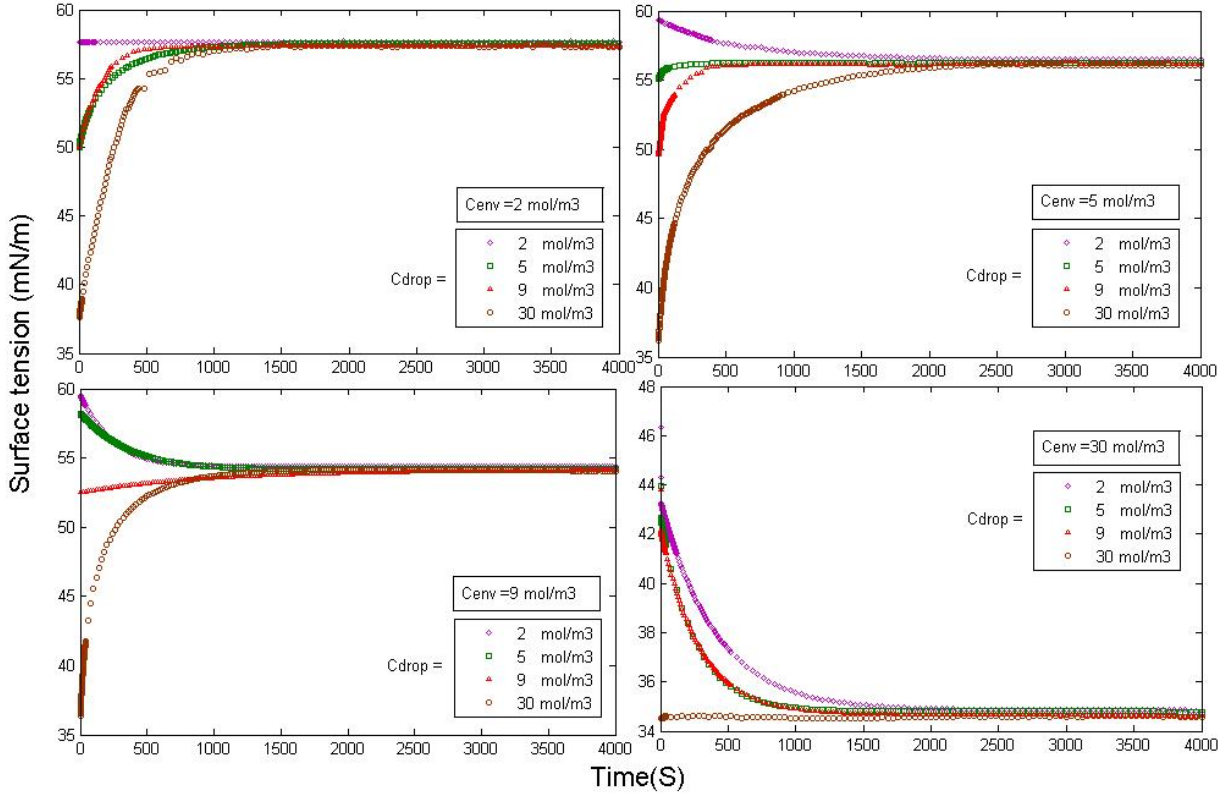 Surface tension (mN/m)
60
55
50
45
40
35
0 500 1000 1500 2000 2500 3000 3500 4000
Cenv =2 mol/m3
Cdrop =
2 mol/m3
5 mol/m3
9 mol/m3
30 mol/m3
60
55
50
45
40
35
0 500 1000 1500 2000 2500 3000 3500 4000
Cenv =5 mol/m3
Cdrop =
2 mol/m3
5 mol/m3
9 mol/m3
30 mol/m3
60
55
50
45
40
35
0 500 1000 1500 2000 2500 3000 3500 4000
Cenv =9 mol/m3
Cdrop =
2 mol/m3
5 mol/m3
9 mol/m3
30 mol/m3
48
46
44
42
40
38
36
34
0 500 1000 1500 2000 2500 3000 3500 4000
Cenv =30 mol/m3
Cdrop =
2 mol/m3
5 mol/m3
9 mol/m3
30 mol/m3
Time(S)